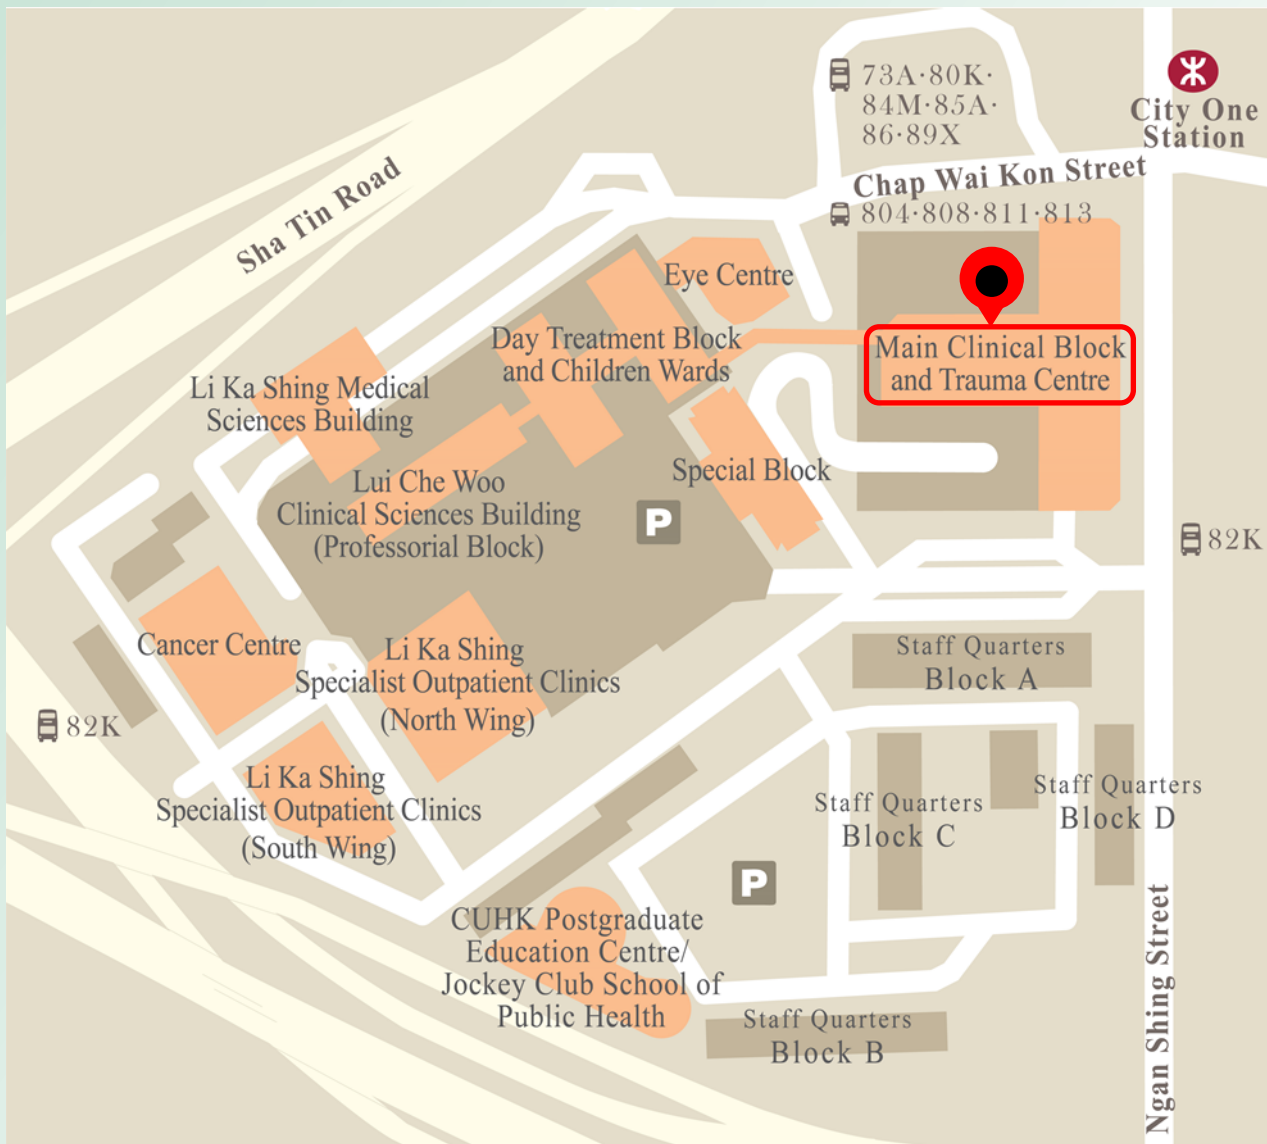 73A·80K·
84M·85A·
86·89X
City One
Station
Chap Wai Kon Street
804·808·811·813
Sha Tin Road
Eye Centre
Day Treatment Block
and Children Wards
Main Clinical Block
and Trauma Centre
Li Ka Shing Medical
Sciences Building
Special Block
Lui Che Woo
Clinical Sciences Building
(Professorial Block)
P
82K
Cancer Centre
Li Ka Shing
Specialist Outpatient Clinics
(North Wing)
Staff Quarters
Block A
82K
Li Ka Shing
Specialist Outpatient Clinics
(South Wing)
Staff Quarters
Block C
Staff Quarters
Block D
P
CUHK Postgraduate
Education Centre/
Jockey Club School of
Public Health
Staff Quarters
Block B
Ngan Shing Street